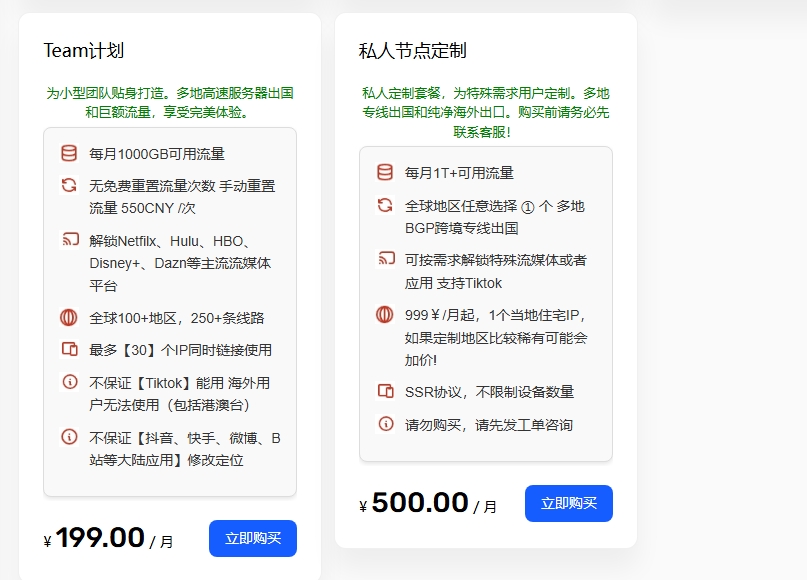 Team计划
为小型团队贴身打造。多地高速服务器出国
和巨额流量，享受完美体验。
每月1000GB可用流量
无免费重置流量次数 手动重置
流量 550CNY /次
解锁Netfilx、Hulu、HBO、
Disney+、Dazn等主流流媒体
平台
全球100+地区，250+条线路
最多【30】个IP同时链接使用
不保证【Tiktok】能用 海外用
户无法使用（包括港澳台）
不保证【抖音、快手、微博、B
站等大陆应用】修改定位
¥ 199.00 / 月
立即购买
私人节点定制
私人定制套餐，为特殊需求用户定制。多地
专线出国和纯净海外出口。购买前请务必先
联系客服！
每月1T+可用流量
全球地区任意选择 ① 个 多地
BGP跨境专线出国
可按需求解锁特殊流媒体或者
应用 支持Tiktok
999￥/月起，1个当地住宅IP，
如果定制地区比较稀有可能会
加价!
SSR协议，不限制设备数量
请勿购买，请先发工单咨询
¥ 500.00 / 月
立即购买